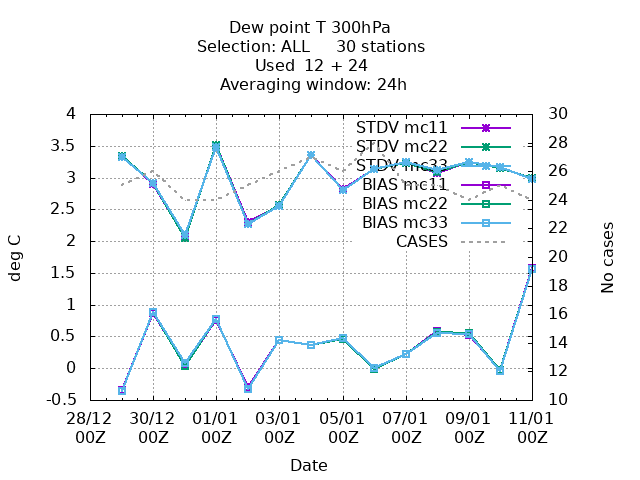 Dew point T 300hPa
Selection: ALL 30 stations
Used 12 + 24
Averaging window: 24h
4
3.5
3
2.5
2
1.5
1
0.5
0
-0.5
deg C
30
28
26
24
22
20
18
16
14
12
10
No cases
STDV mc11
STDV mc22
STDV mc33
BIAS mc11
BIAS mc22
BIAS mc33
CASES
28/12 30/12 01/01 03/01 05/01 07/01 09/01 11/01
00Z 00Z 00Z 00Z 00Z 00Z 00Z 00Z
Date